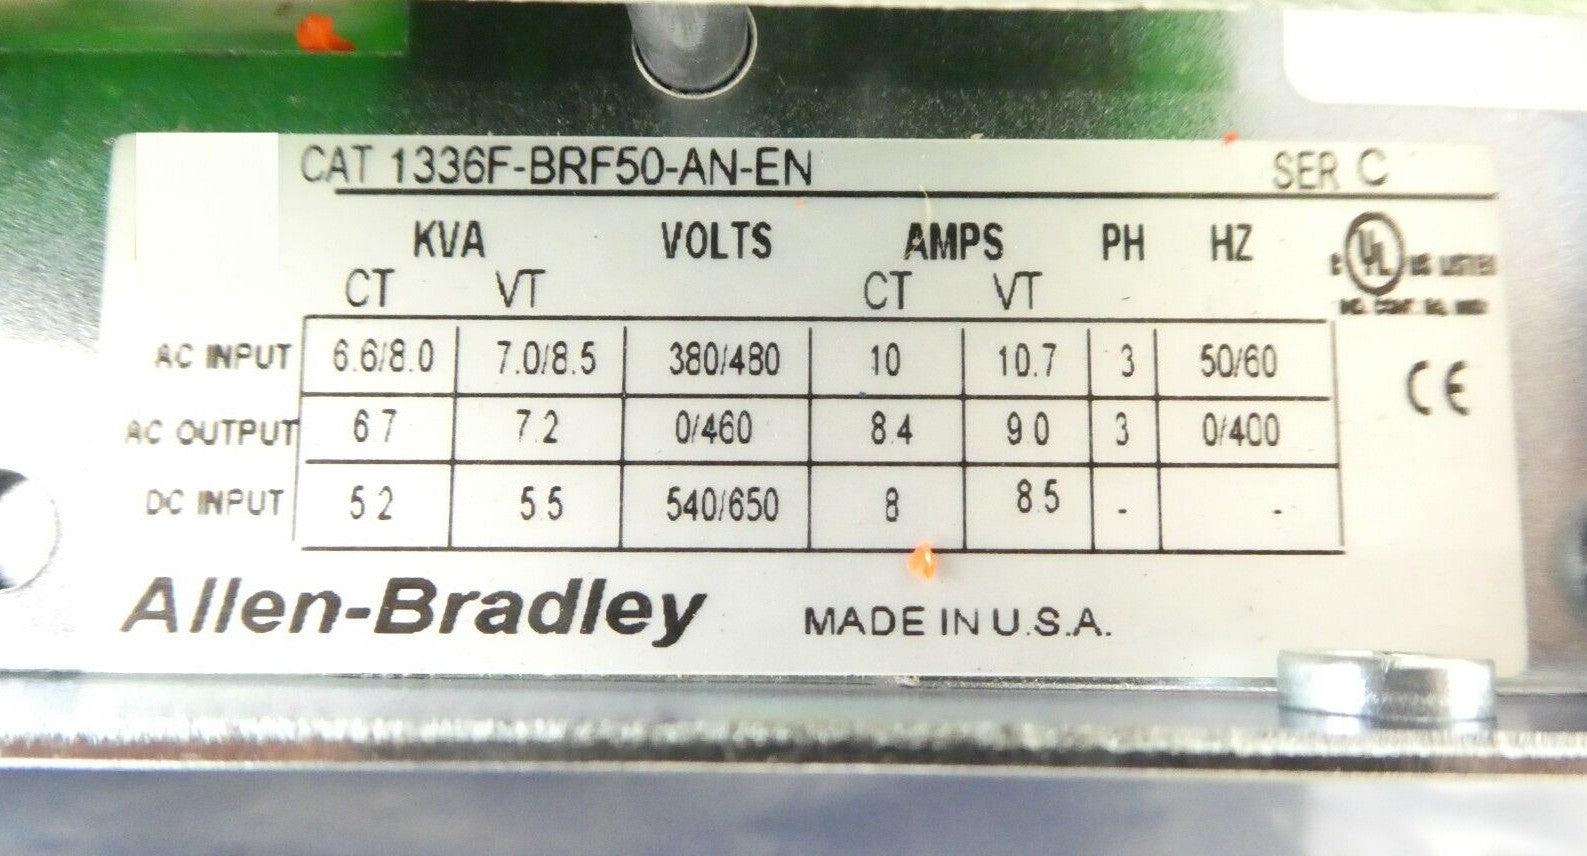 CAT 1336F-BRF50-AN-EN SER C
KVA VOLTS AMPS PH HZ
CT VT CT VT - -
AC INPUT 6.6/8.0 7.0/8.5 380/480 10 10.7 3 50/60
AC OUTPUT 6.7 7.2 0/460 8.4 9.0 3 0/400
DC INPUT 5.2 5.5 540/650 8 8.5 - -
UL US LISTED
CE
Allen-Bradley MADE IN U.S.A.